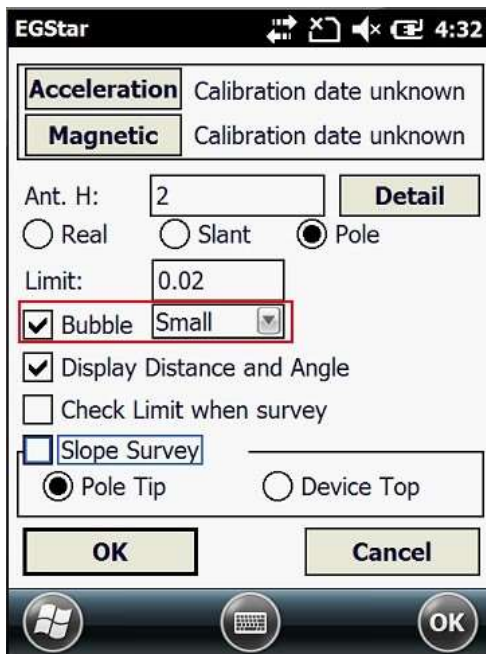 EGStar 4:32
Acceleration Calibration date unknown
Magnetic Calibration date unknown
Ant. H: 2 Detail
Real Slant Pole
Limit: 0.02
Bubble Small
Display Distance and Angle
Check Limit when survey
Slope Survey
Pole Tip Device Top
OK Cancel
OK